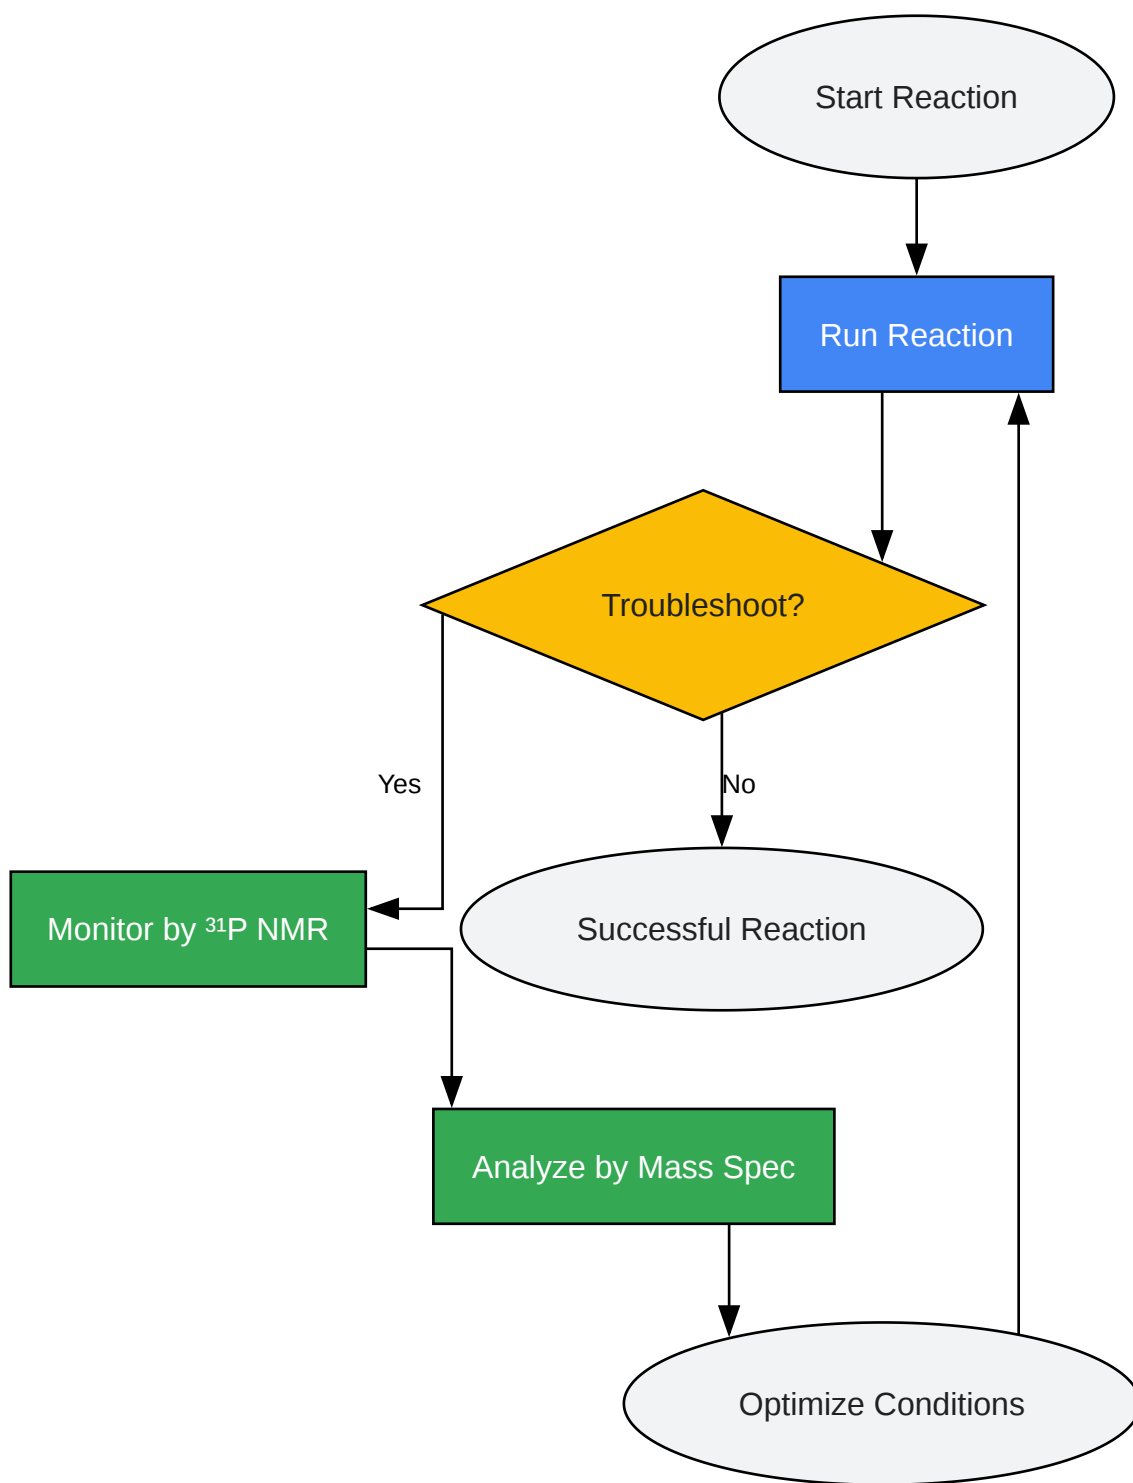 Start Reaction
Run Reaction
Troubleshoot?
Yes
No
Monitor by ³¹P NMR
Successful Reaction
Analyze by Mass Spec
Optimize Conditions